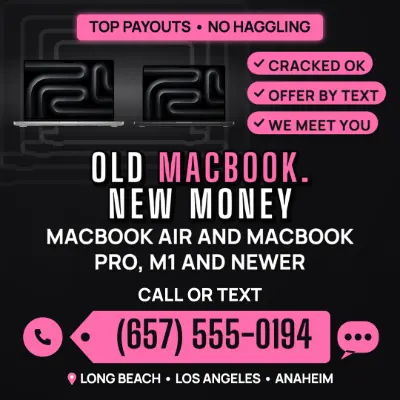 TOP PAYOUTS • NO HAGGLING
✓ CRACKED OK
✓ OFFER BY TEXT
✓ WE MEET YOU
OLD MACBOOK.
NEW MONEY
MACBOOK AIR AND MACBOOK
PRO, M1 AND NEWER
CALL OR TEXT
(657) 555-0194
LONG BEACH • LOS ANGELES • ANAHEIM